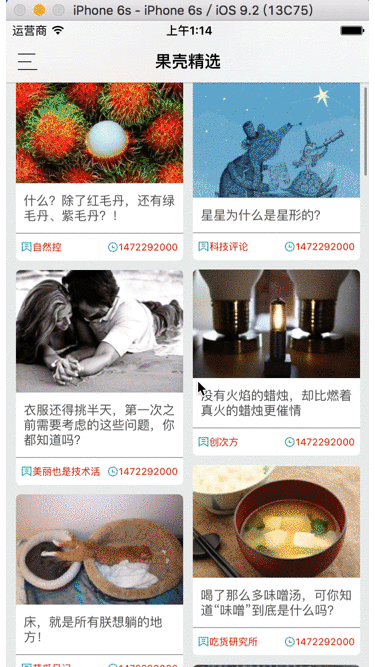 iPhone 6s - iPhone 6s / iOS 9.2 (13C75)
运营商 上午1:14
果壳精选
什么？除了红毛丹，还有绿
毛丹、紫毛丹？！
自然控 1472292000
星星为什么是星形的？
科技评论 1472292000
衣服还得挑半天，第一次之
前需要考虑的这些问题，你
都知道吗？
美丽也是技术活 1472292000
没有火焰的蜡烛，却比燃着
真火的蜡烛更催情
创次方 1472292000
床，就是所有朕想躺的地
方！
喝了那么多味噌汤，可你知
道“味噌”到底是什么吗？
吃货研究所 1472292000
1472292000